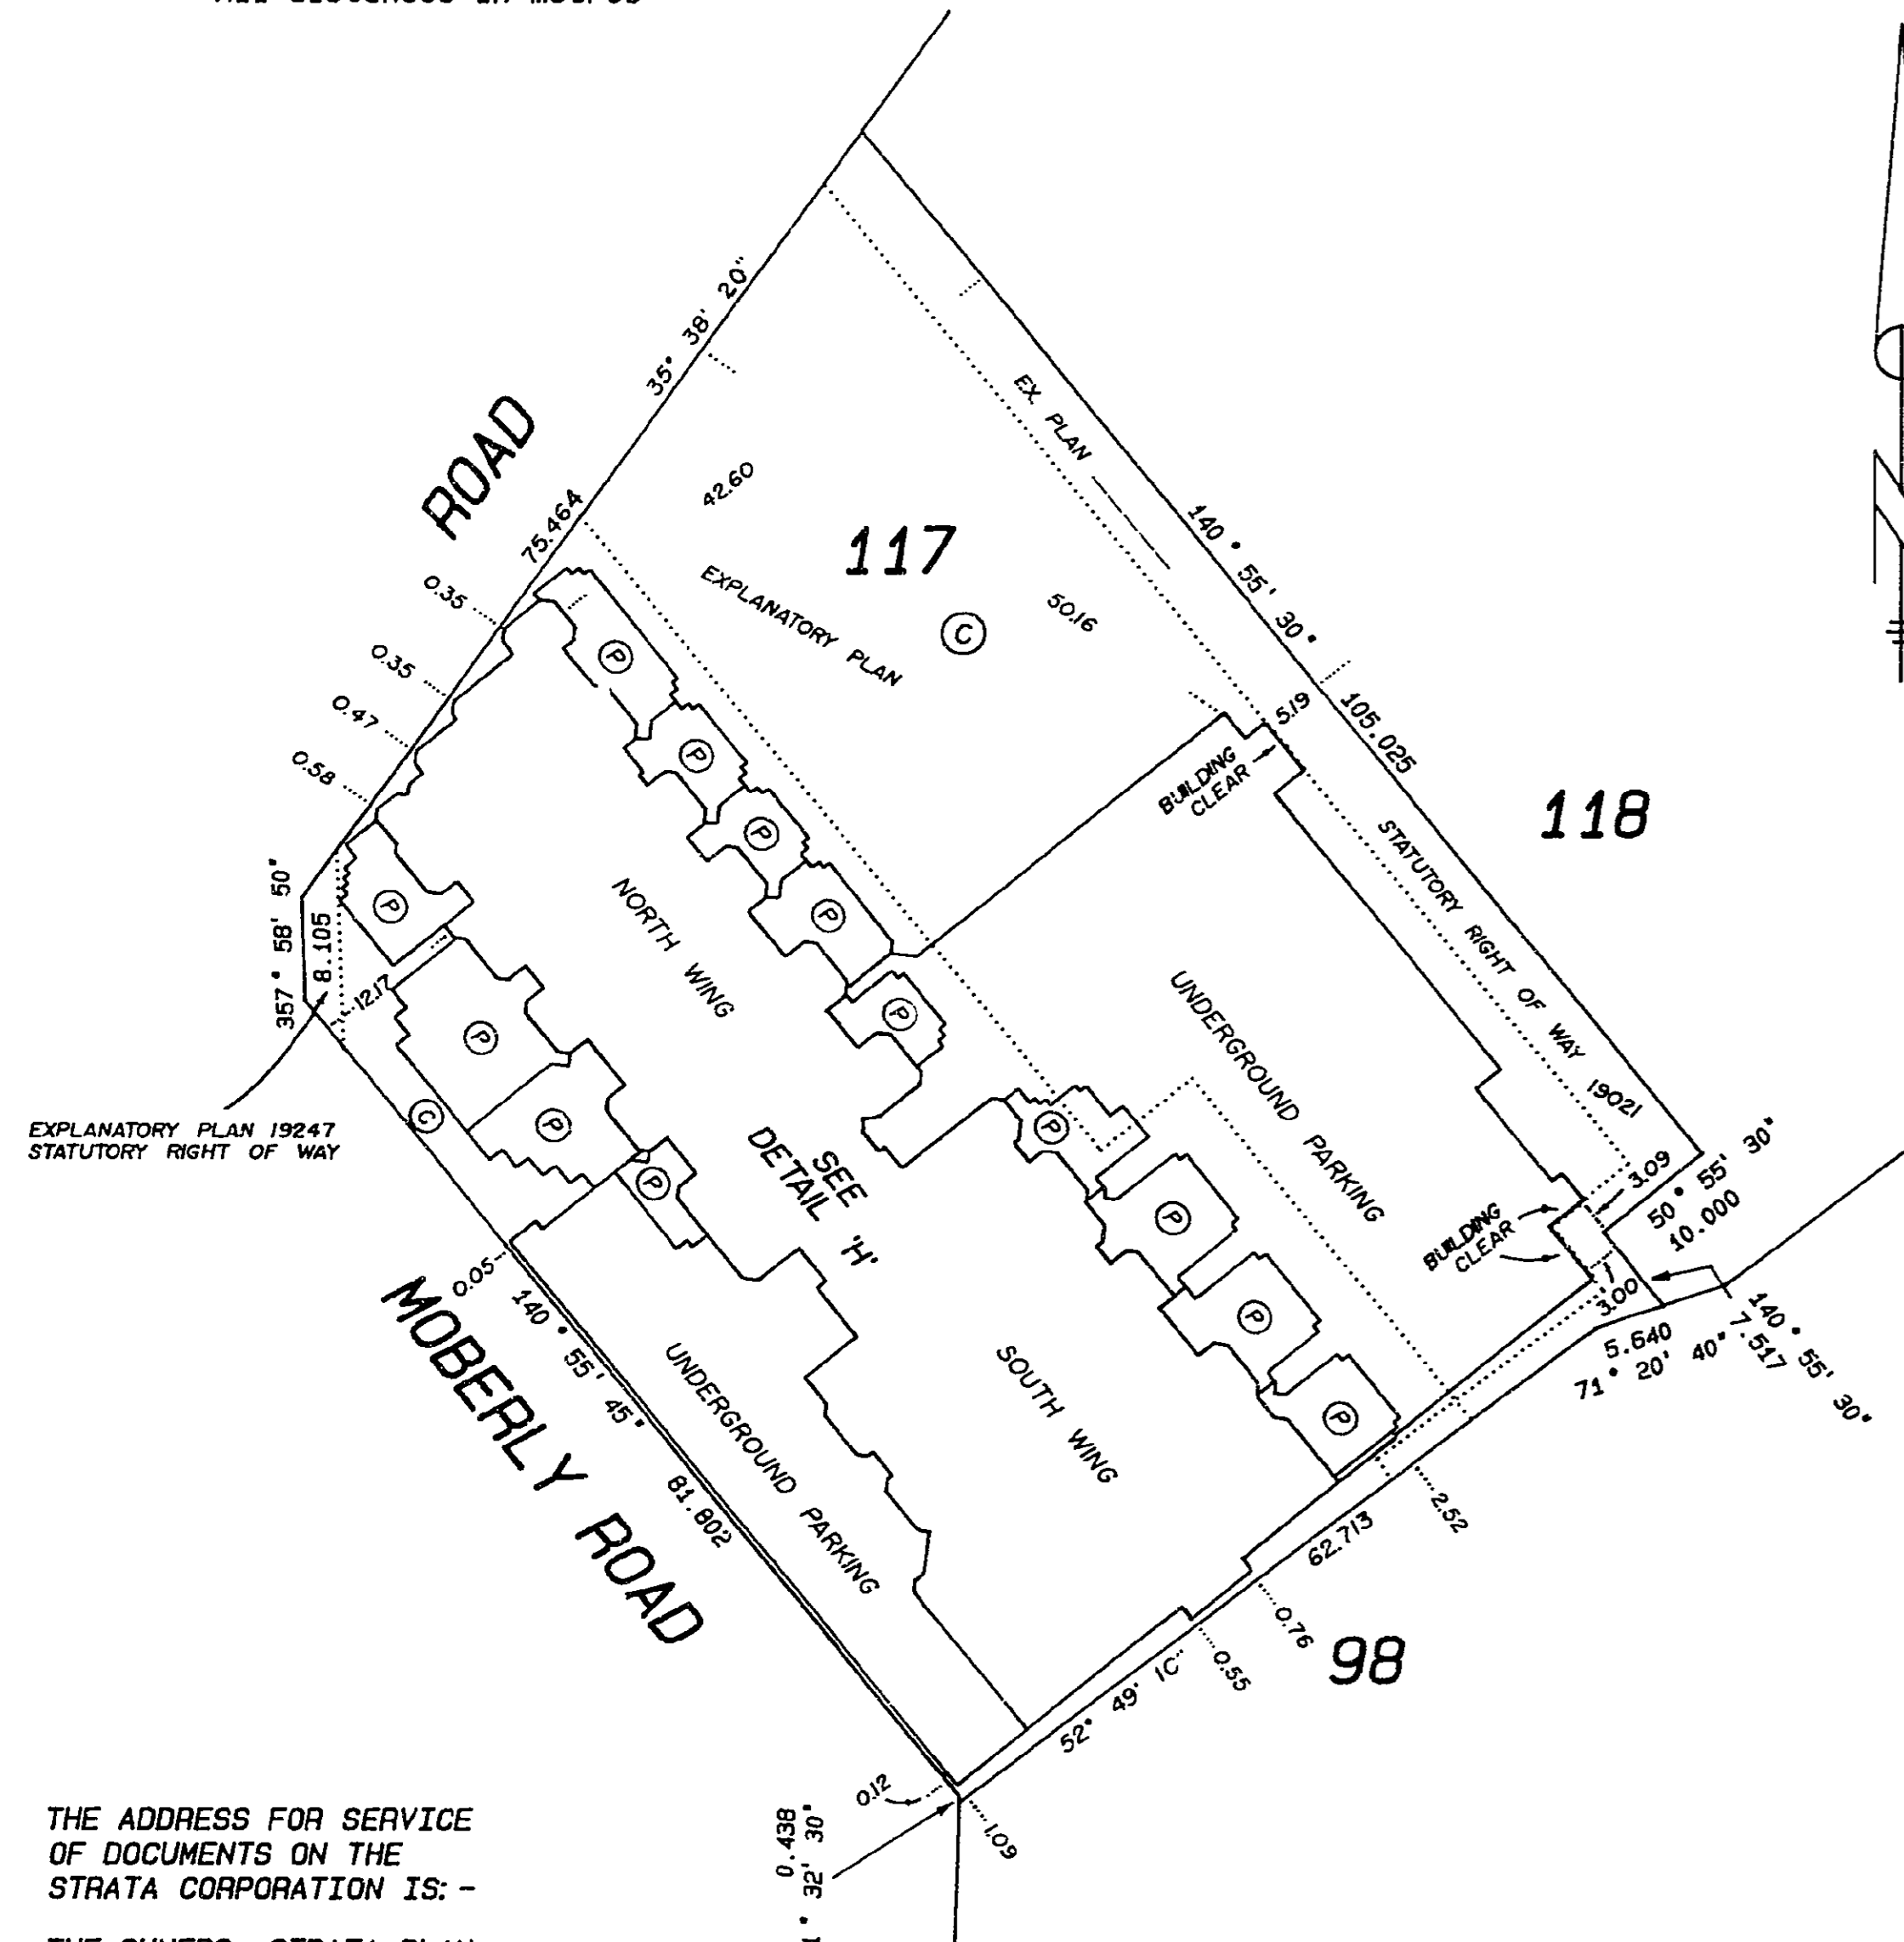 35° 38' 20"
ROAD
75.464
42.60
117
EX PLAN
EXPLANATORY PLAN
C
50.16
140° 55' 30"
105.025
5.19
BUILDING
CLEAR
118
STATUTORY RIGHT OF WAY 19021
0.35
0.35
0.47
0.58
P
P
P
P
P
P
P
P
P
P
P
P
P
P
NORTH WING
357° 58' 50"
8.105
12.17
EXPLANATORY PLAN 19247
STATUTORY RIGHT OF WAY
C
UNDERGROUND PARKING
SEE
DETAIL 'H'
3.09
50° 55' 30"
10.000
BUILDING
CLEAR
3.00
5.640
71° 20' 40"
140° 55' 30"
7.517
0.05
140° 55' 45"
81.802
MOBERLY ROAD
UNDERGROUND PARKING
SOUTH WING
2.52
62.713
0.76
0.55
98
52° 49'
0.12
1.09
0.438
32' 30"
THE ADDRESS FOR SERVICE
OF DOCUMENTS ON THE
STRATA CORPORATION IS: -